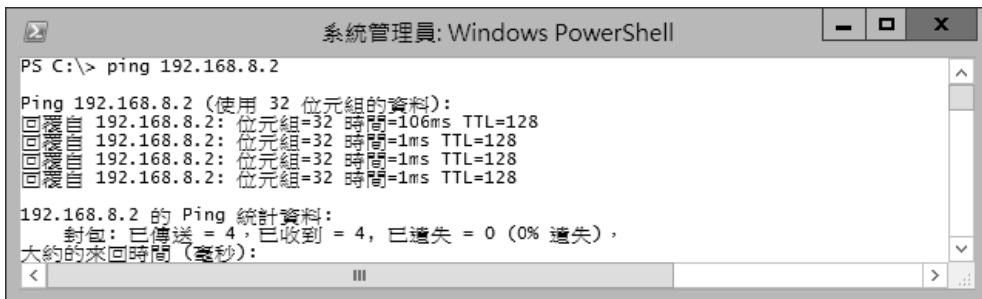 系統管理員: Windows PowerShell
PS C:\> ping 192.168.8.2
Ping 192.168.8.2 (使用 32 位元組的資料):
回覆自 192.168.8.2: 位元組=32 時間=106ms TTL=128
回覆自 192.168.8.2: 位元組=32 時間=1ms TTL=128
回覆自 192.168.8.2: 位元組=32 時間=1ms TTL=128
回覆自 192.168.8.2: 位元組=32 時間=1ms TTL=128
192.168.8.2 的 Ping 統計資料:
封包: 已傳送 = 4，已收到 = 4, 已遺失 = 0 (0% 遺失)，
大約的來回時間 (毫秒):